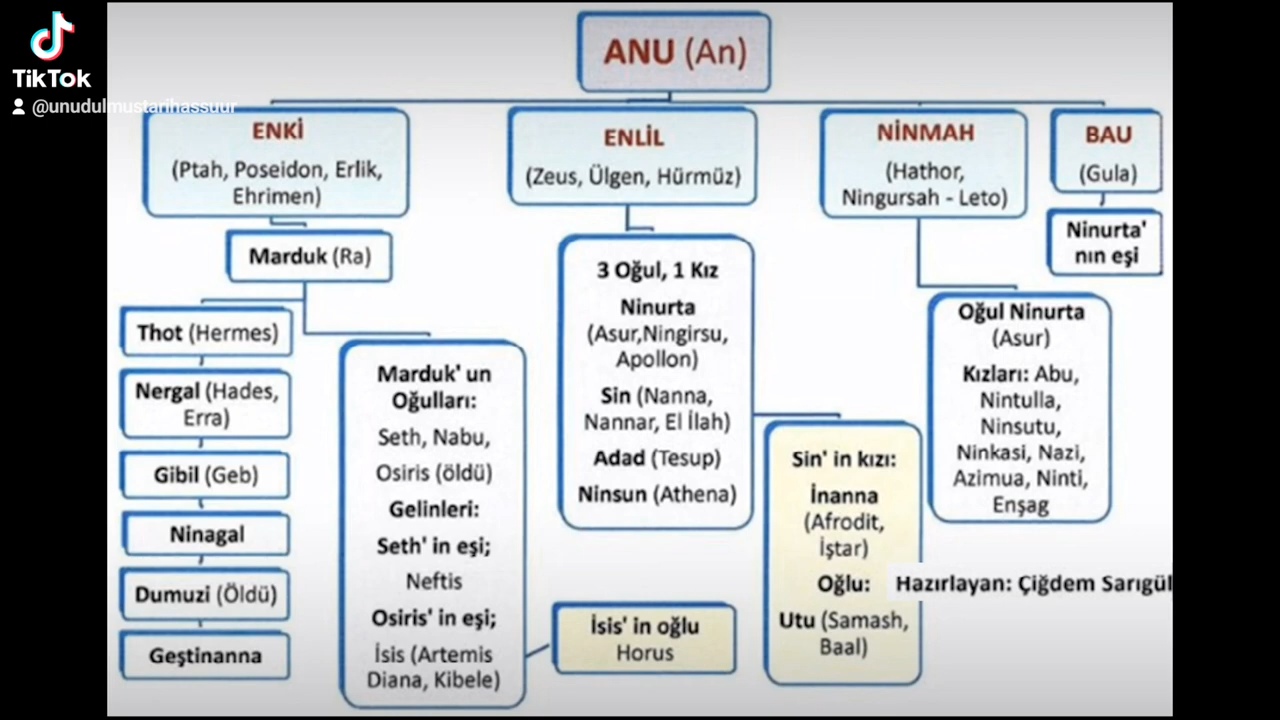 TikTok
@unudulmustarihassuur
ANU (An)
ENKİ
(Ptah, Poseidon, Erlik,
Ehrimen)
ENLİL
(Zeus, Ülgen, Hürmüz)
NİNMAH
(Hathor,
Ningursah - Leto)
BAU
(Gula)
Ninurta'
nın eşi
Marduk (Ra)
Thot (Hermes)
Nergal (Hades,
Erra)
Gibil (Geb)
Ninagal
Dumuzi (Öldü)
Geştinanna
Marduk' un
Oğulları:
Seth, Nabu,
Osiris (öldü)
Gelinleri:
Seth' in eşi;
Neftis
Osiris' in eşi;
İsis (Artemis
Diana, Kibele)
İsis' in oğlu
Horus
3 Oğul, 1 Kız
Ninurta
(Asur,Ningirsu,
Apollon)
Sin (Nanna,
Nannar, El İlah)
Adad (Tesup)
Ninsun (Athena)
Sin' in kızı:
İnanna
(Afrodit,
İştar)
Oğlu:
Utu (Samash,
Baal)
Oğul Ninurta
(Asur)
Kızları: Abu,
Nintulla,
Ninsutu,
Ninkasi, Nazi,
Azimua, Ninti,
Enşag
Hazırlayan: Çiğdem Sarıgül